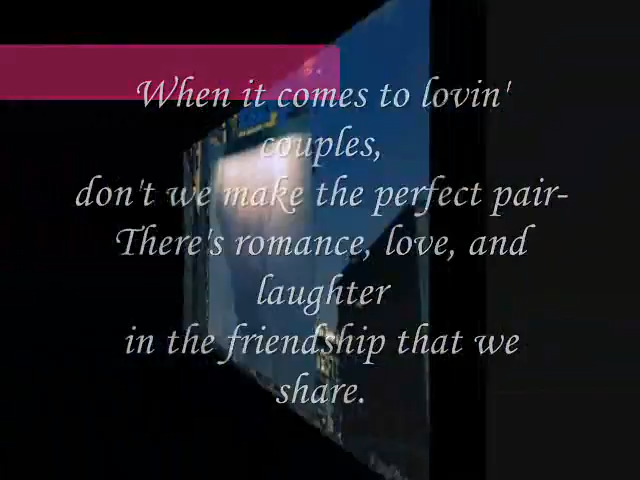 When it comes to lovin'
couples,
don't we make the perfect pair-
There's romance, love, and
laughter
in the friendship that we
share.